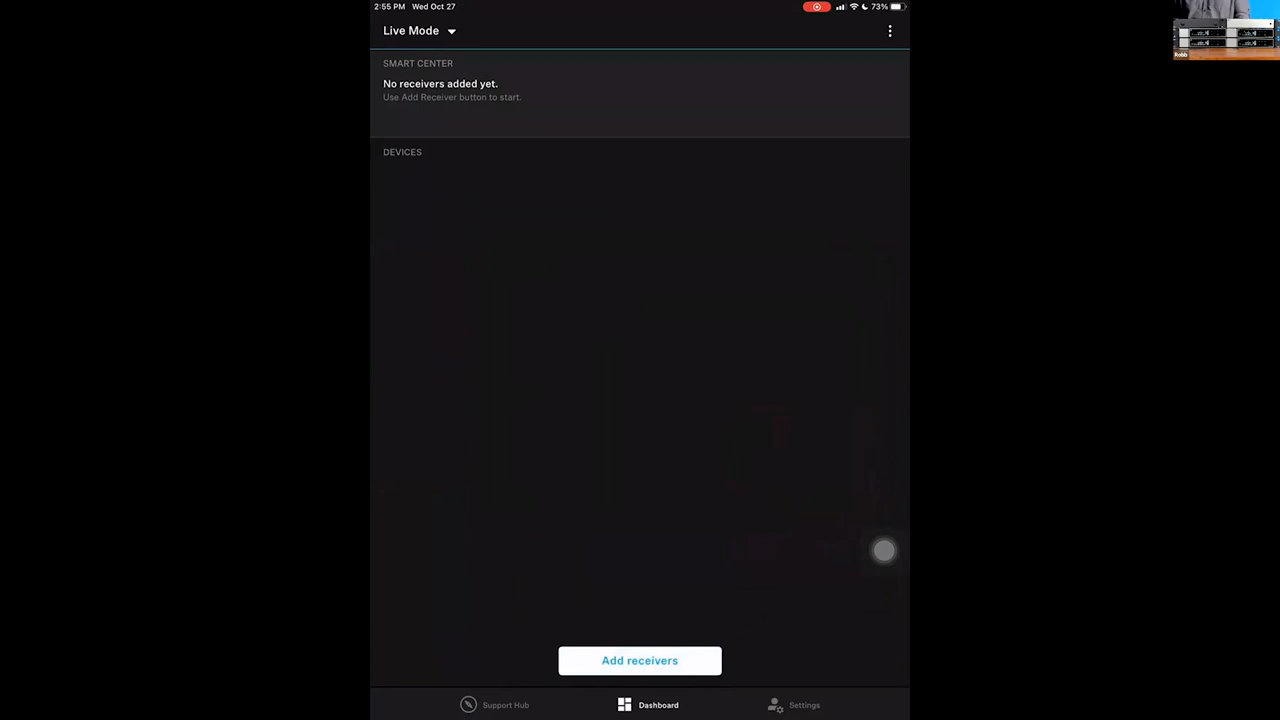 2:55 PM Wed Oct 27
73%
Live Mode
SMART CENTER
No receivers added yet.
Use Add Receiver button to start.
DEVICES
Add receivers
Support Hub
Dashboard
Settings
Robb